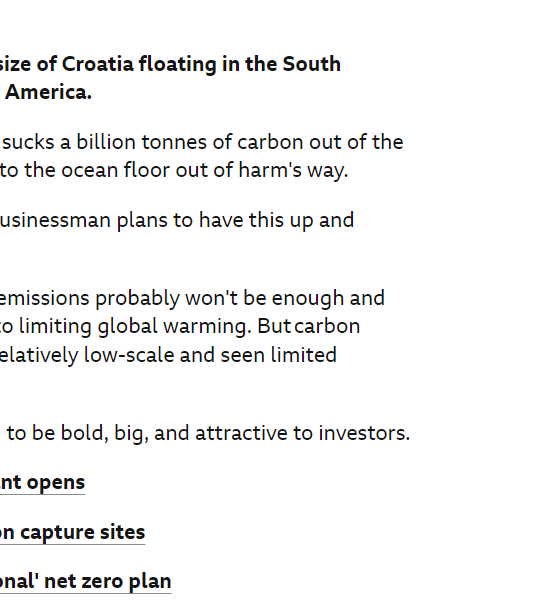 size of Croatia floating in the South
America.
sucks a billion tonnes of carbon out of the
to the ocean floor out of harm's way.
usinessman plans to have this up and
emissions probably won't be enough and
to limiting global warming. But carbon
elatively low-scale and seen limited
to be bold, big, and attractive to investors.
nt opens
on capture sites
onal' net zero plan